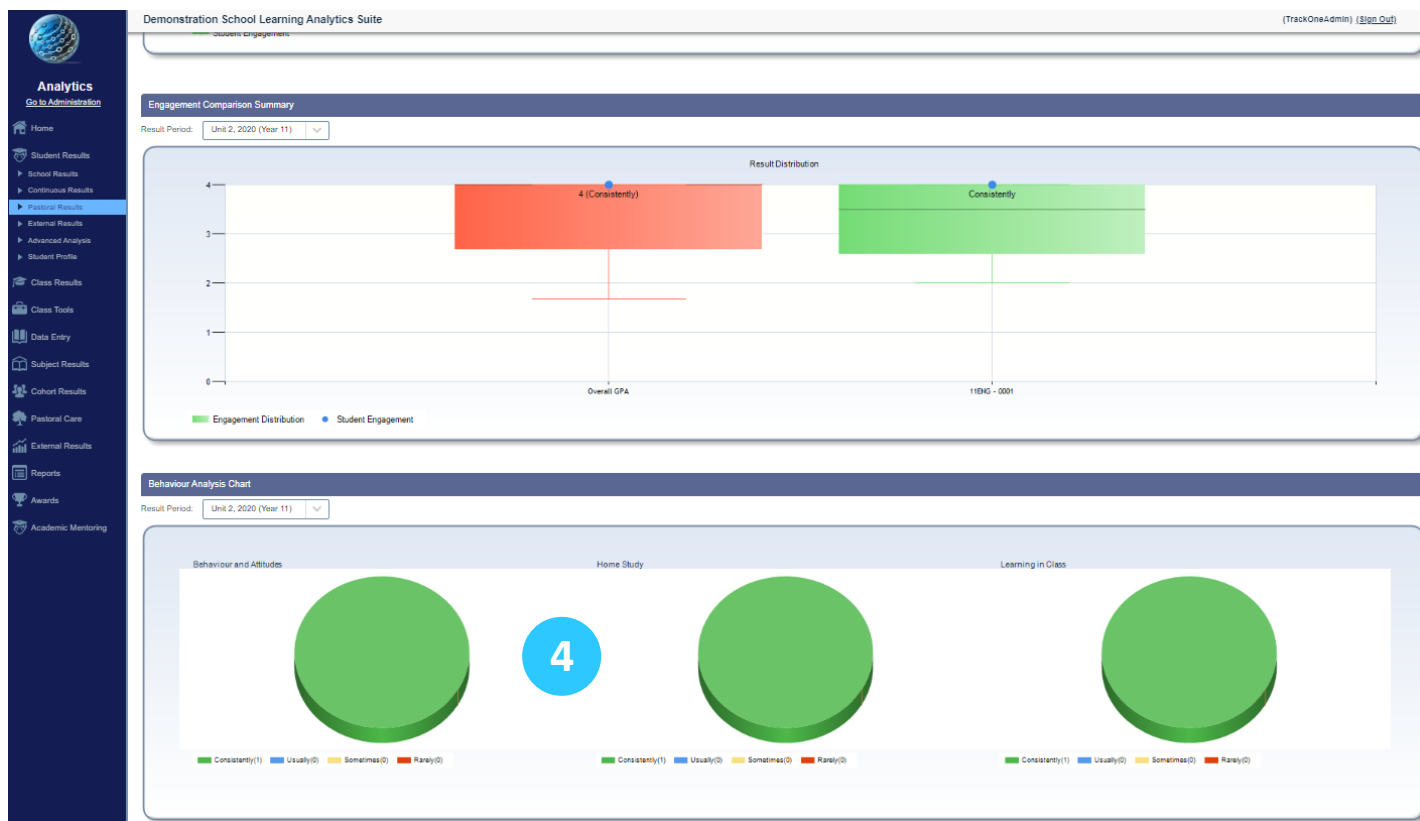 Demonstration School Learning Analytics Suite
(TrackOneAdmin) (Sign Out)
Student Engagement
Analytics
Go to Administration
Home
Student Results
School Results
Continuous Results
Pastoral Results
External Results
Advanced Analysis
Student Profile
Class Results
Class Tools
Data Entry
Subject Results
Cohort Results
Pastoral Care
External Results
Reports
Awards
Academic Mentoring
Engagement Comparison Summary
Result Period: Unit 2, 2020 (Year 11)
Result Distribution
4
4 (Consistently) Consistently
3
2
1
0
Overall GPA 11ENG - 0001
Engagement Distribution Student Engagement
Behaviour Analysis Chart
Result Period: Unit 2, 2020 (Year 11)
Behaviour and Attitudes Home Study Learning in Class
4
Consistently(1) Usually(0) Sometimes(0) Rarely(0) Consistently(1) Usually(0) Sometimes(0) Rarely(0) Consistently(1) Usually(0) Sometimes(0) Rarely(0)